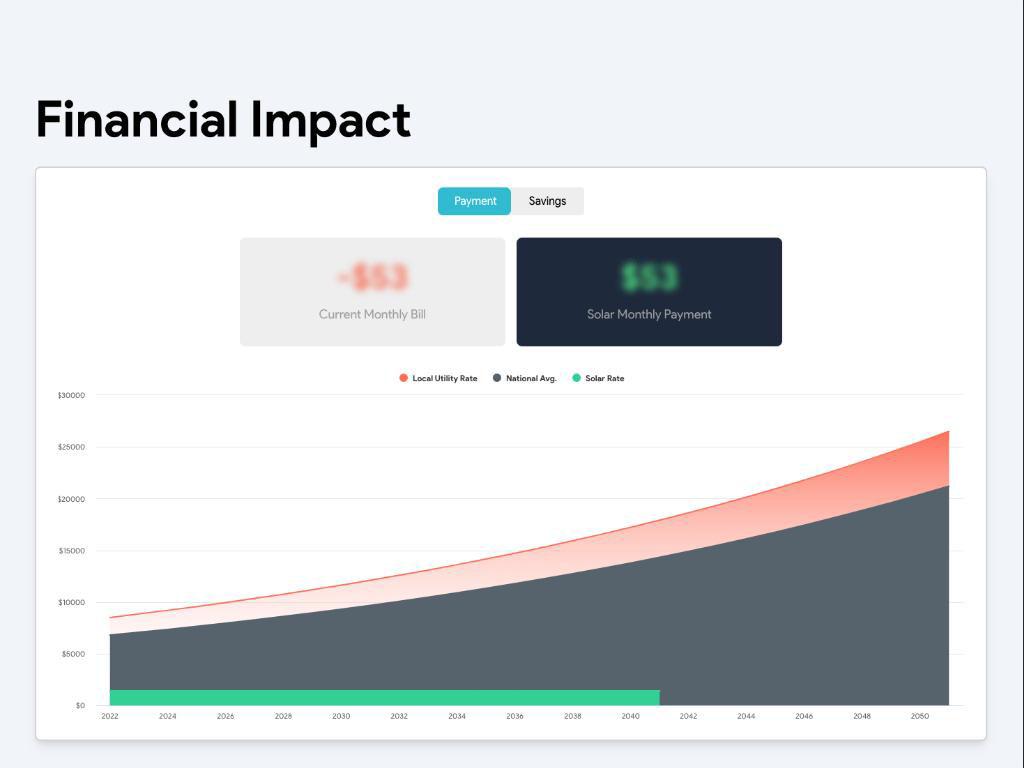 Financial Impact
Payment Savings
-$53 $53
Current Monthly Bill Solar Monthly Payment
Local Utility Rate National Avg. Solar Rate
$30000
$25000
$20000
$15000
$10000
$5000
$0
2022 2024 2026 2028 2030 2032 2034 2036 2038 2040 2042 2044 2046 2048 2050